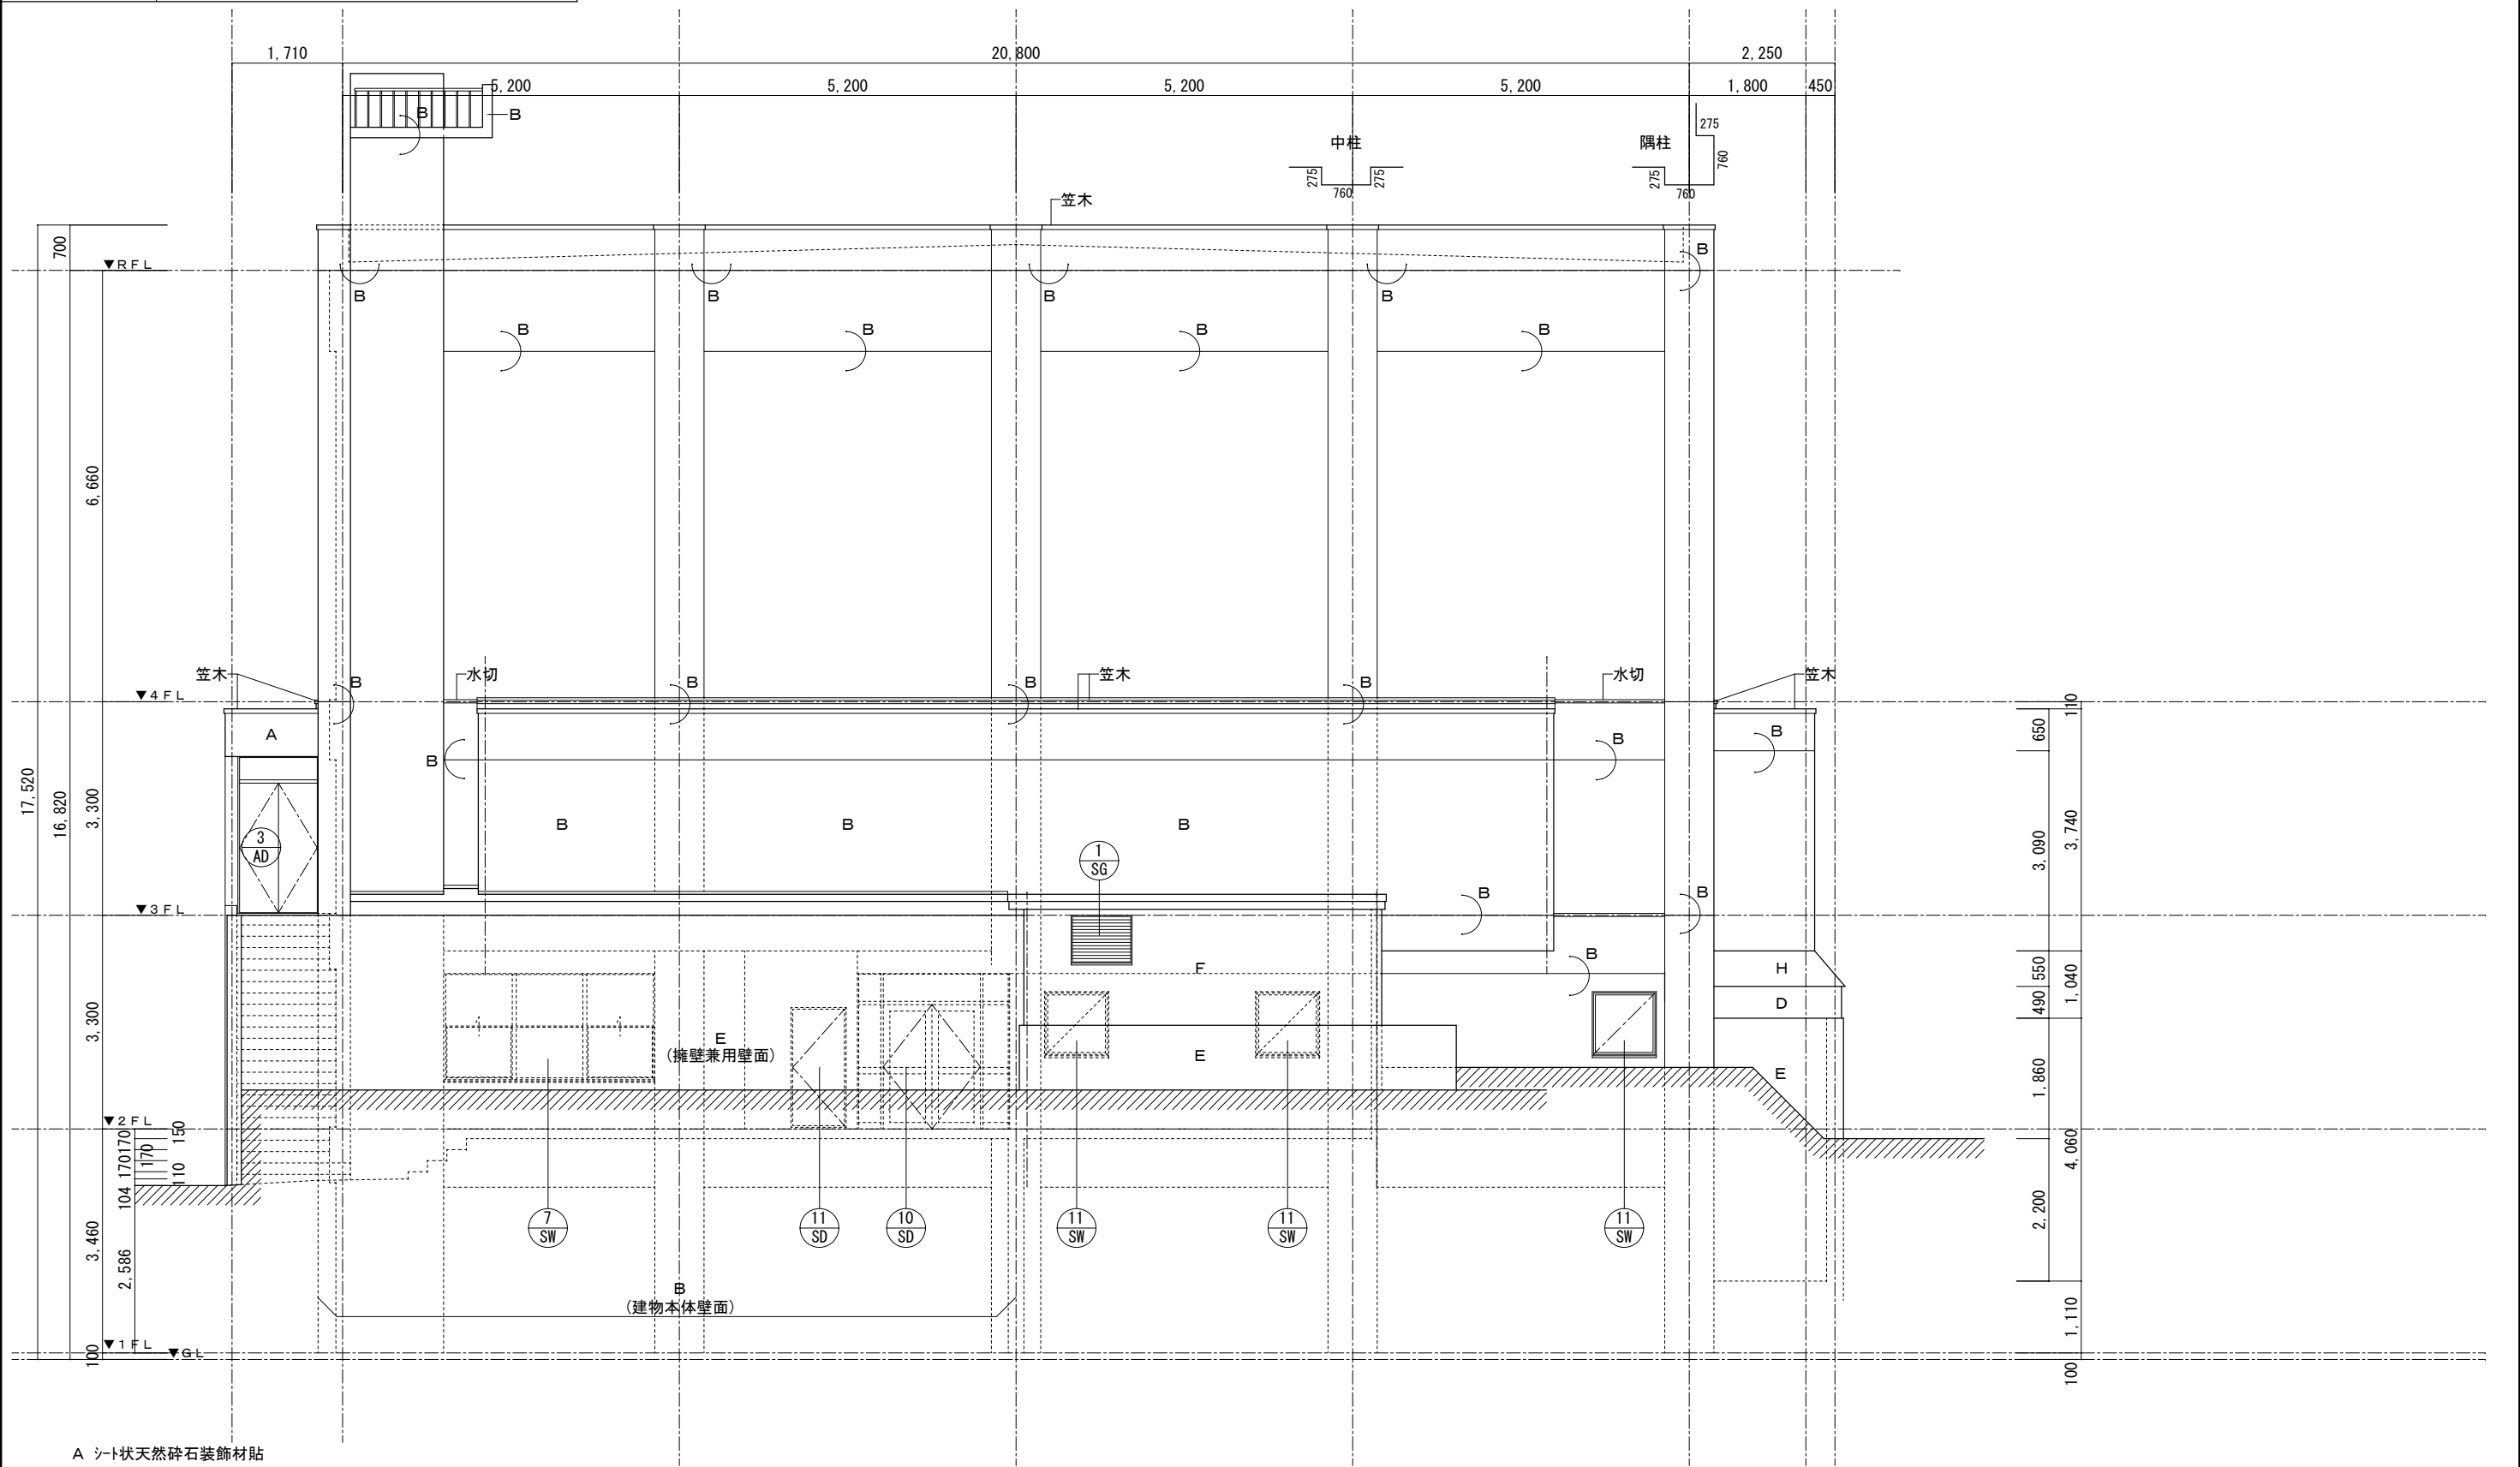 1,710
20,800
2,250
5,200
5,200
5,200
5,200
1,800
450
B
B
中柱
隅柱
275
760
275
275
760
275
760
笠木
700
▼RFL
B
B
B
B
B
B
B
B
B
6,660
17,520
16,820
笠木
水切
笠木
水切
笠木
▼4FL
B
B
B
B
110
A
B
B
B
650
3,300
3
AD
B
B
B
1
SG
3,090
3,740
▼3FL
B
B
F
B
H
550
1,040
D
490
3,300
E
(擁壁兼用壁面)
E
E
1,860
▼2FL
170
150
170
170
110
104
4,060
2,200
7
SW
11
SD
10
SD
11
SW
11
SW
11
SW
3,460
2,586
B
(建物本体壁面)
1,110
▼1FL
▼GL
100
100
A シート状天然砕石装飾材貼